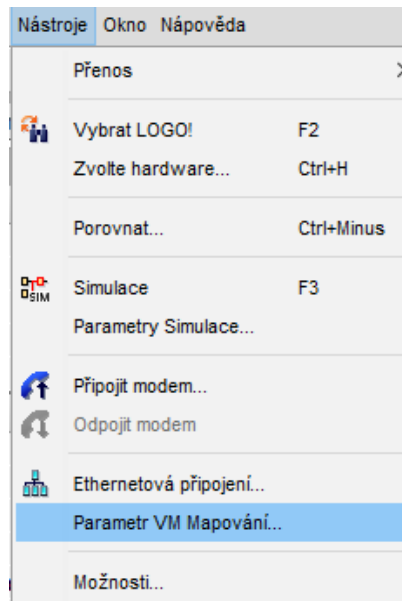 Nástroje Okno Nápověda
Přenos
Vybrat LOGO! F2
Zvolte hardware... Ctrl+H
Porovnat... Ctrl+Minus
SIM Simulace F3
Parametry Simulace...
Připojit modem...
Odpojit modem
Ethernetová připojení...
Parametr VM Mapování...
Možnosti...